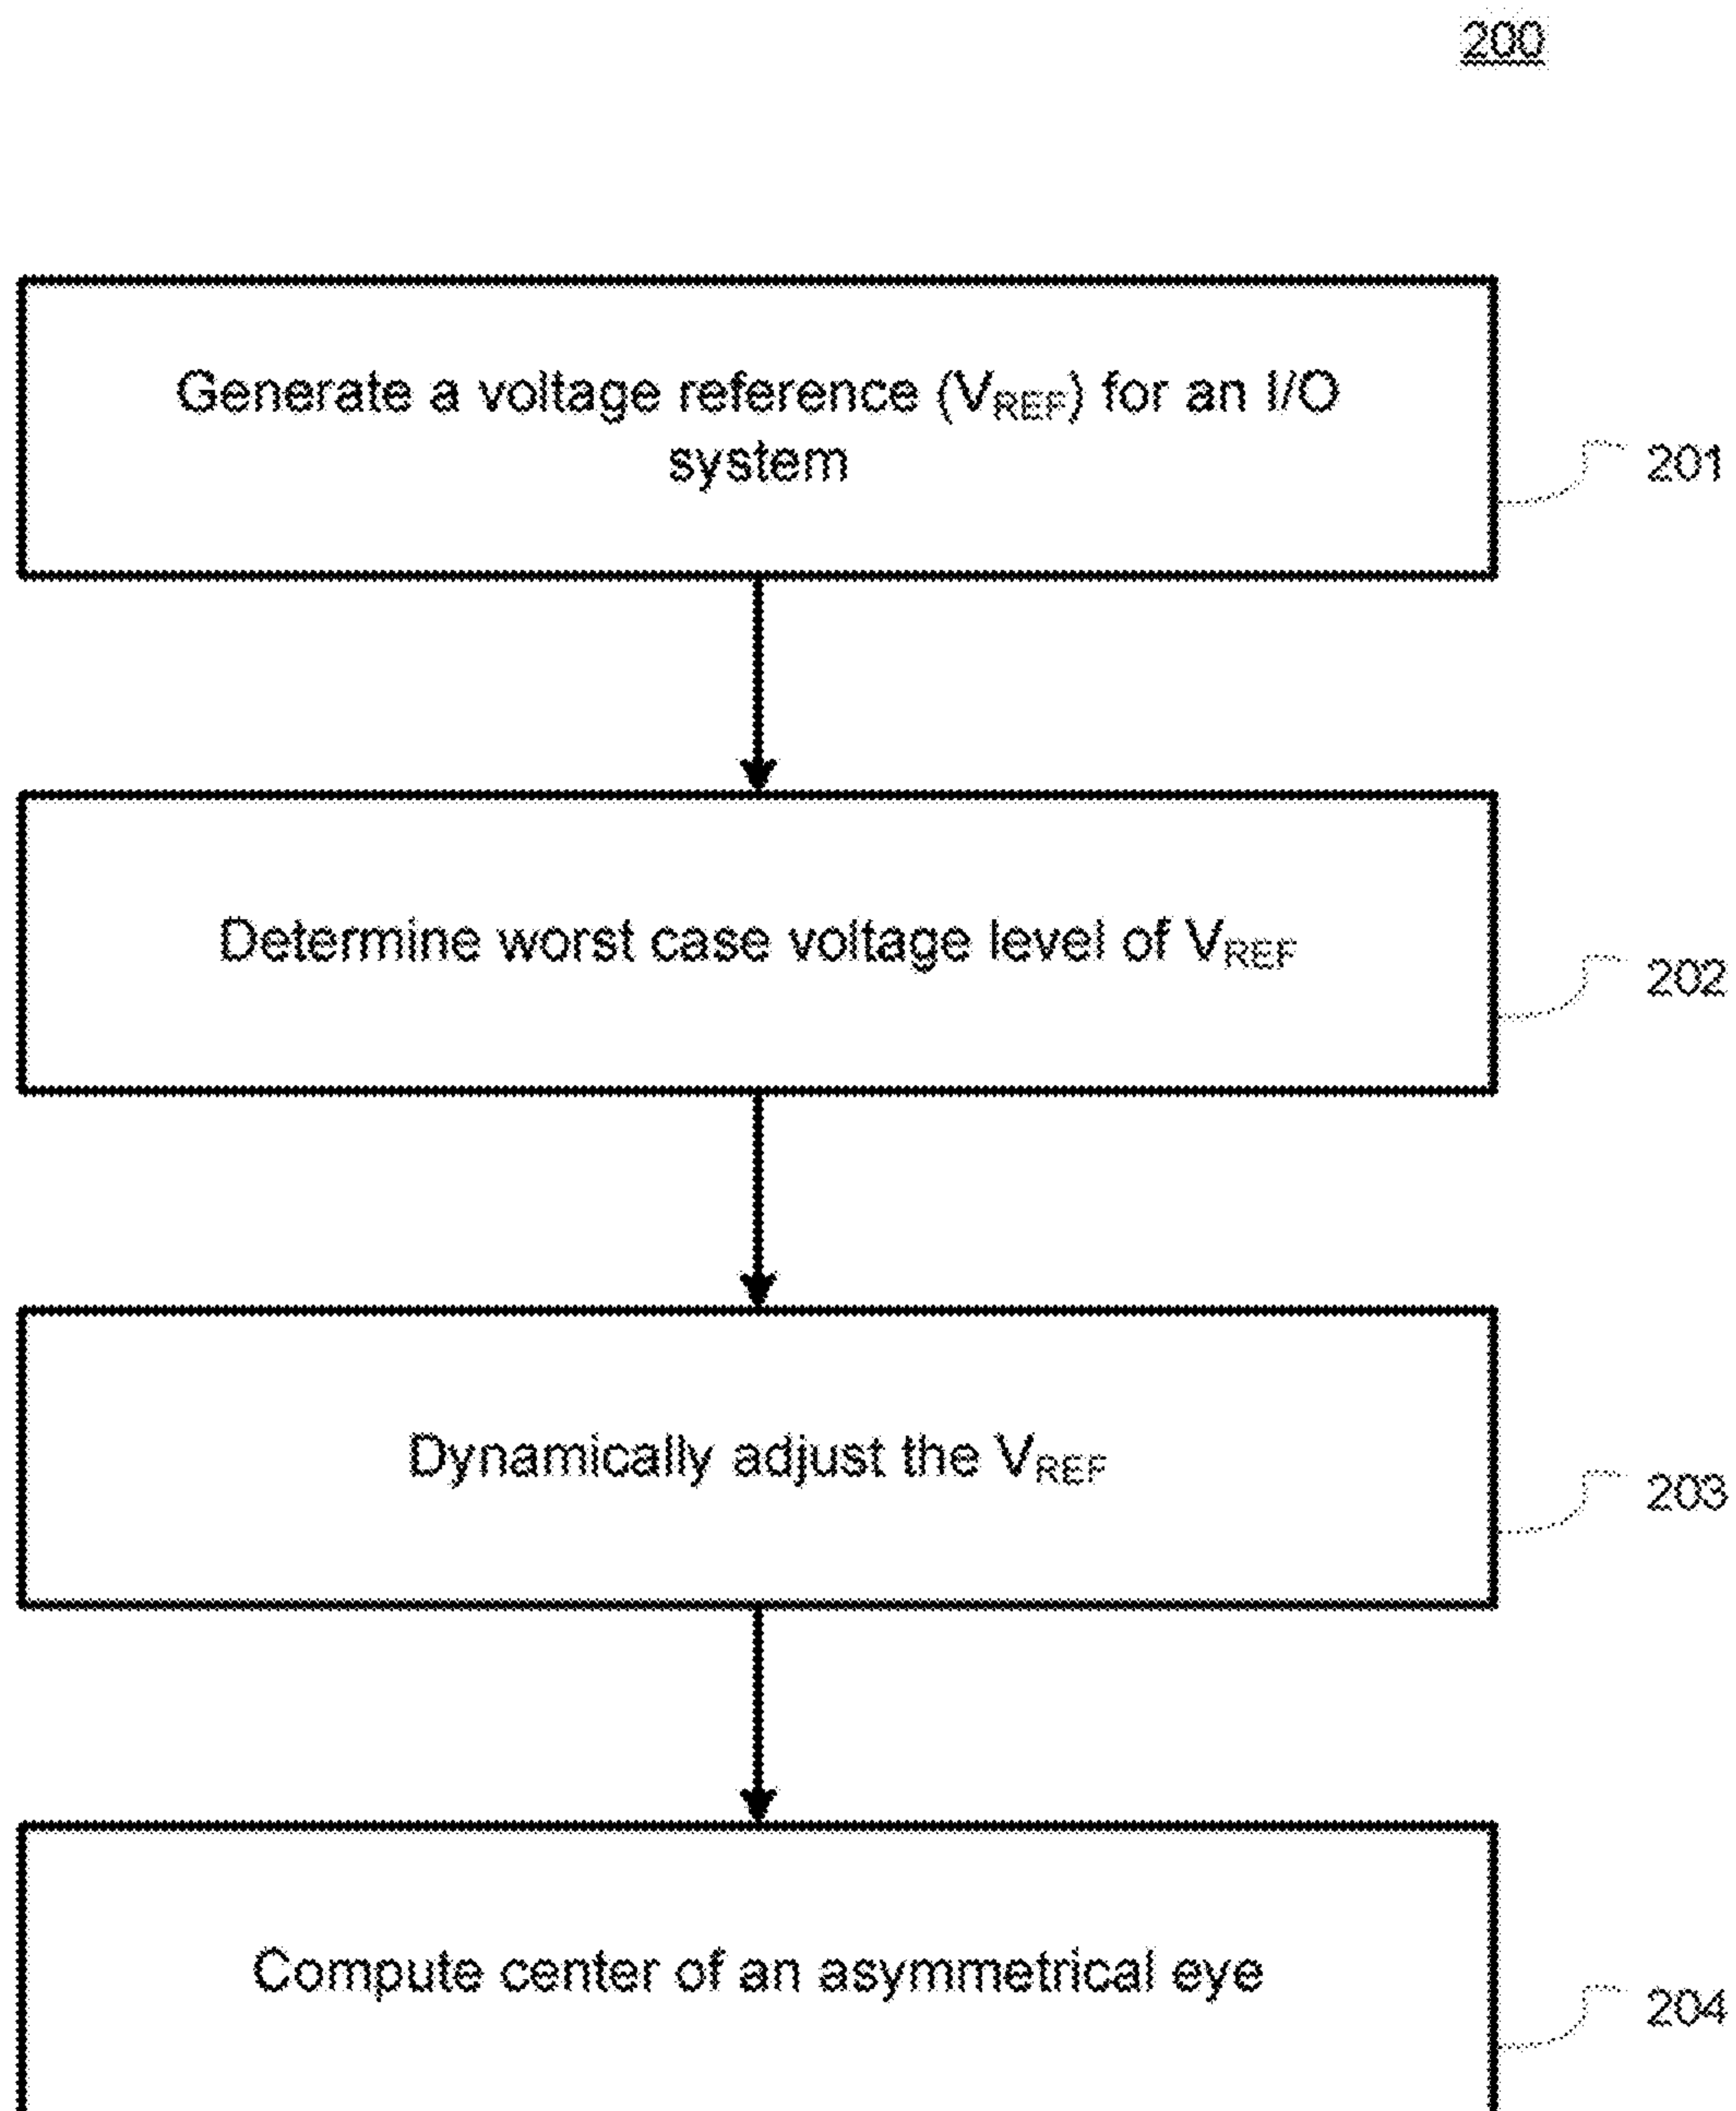 200
Generate a voltage reference (VREF) for an I/O
system
201
Determine worst case voltage level of VREF
202
Dynamically adjust the VREF
203
Compute center of an asymmetrical eye
204